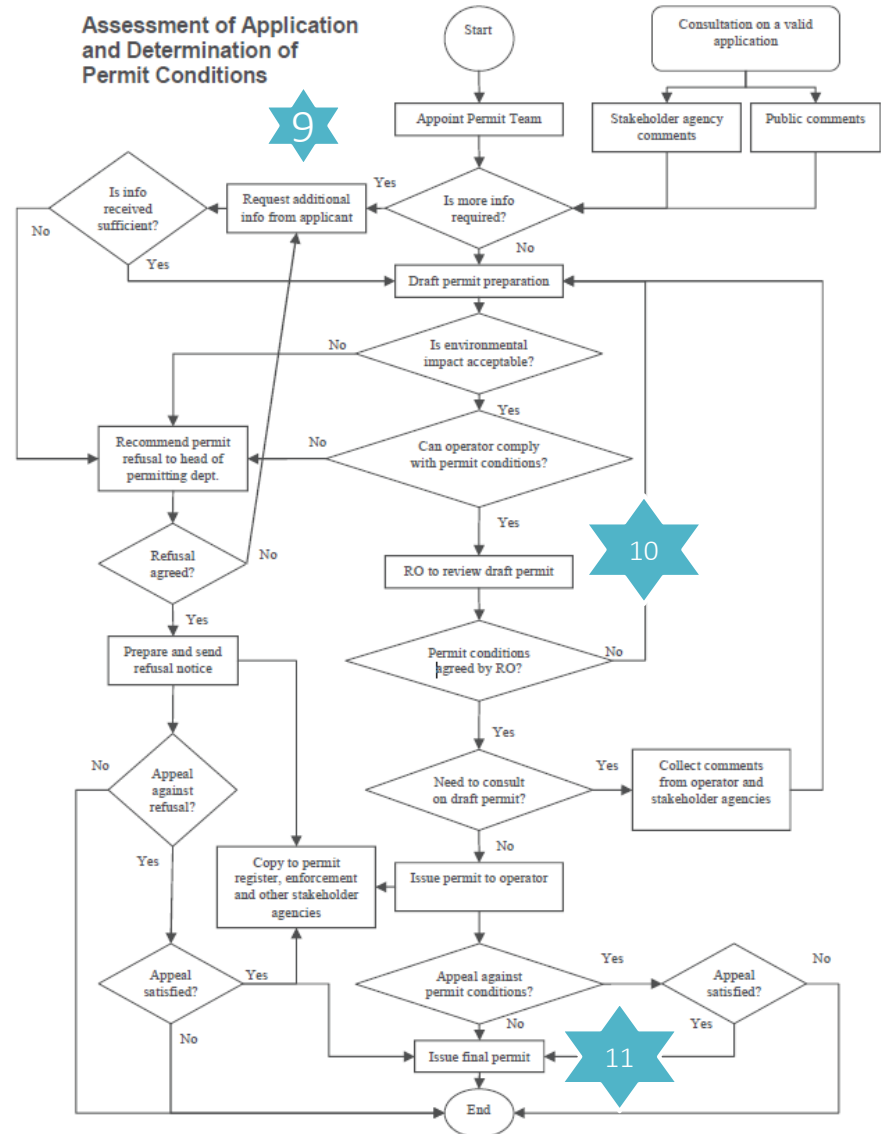 Assessment of Application
and Determination of
Permit Conditions
Start
Consultation on a valid
application
9
Appoint Permit Team
Stakeholder agency
comments
Public comments
Is info
received
sufficient?
Request additional
info from applicant
Yes
Is more info
required?
No
No
Yes
Draft permit preparation
No
Is environmental
impact acceptable?
Yes
Recommend permit
refusal to head of
permitting dept.
No
Can operator comply
with permit conditions?
Yes
10
Refusal
agreed?
No
RO to review draft permit
Yes
Prepare and send
refusal notice
Permit conditions
agreed by RO?
No
Yes
No
Appeal
against
refusal?
Need to consult
on draft permit?
Yes
Collect comments
from operator and
stakeholder agencies
No
Yes
Copy to permit
register, enforcement
and other stakeholder
agencies
Issue permit to operator
Appeal
satisfied?
Yes
Appeal against
permit conditions?
Yes
Appeal
satisfied?
No
No
No
Yes
Issue final permit
11
End